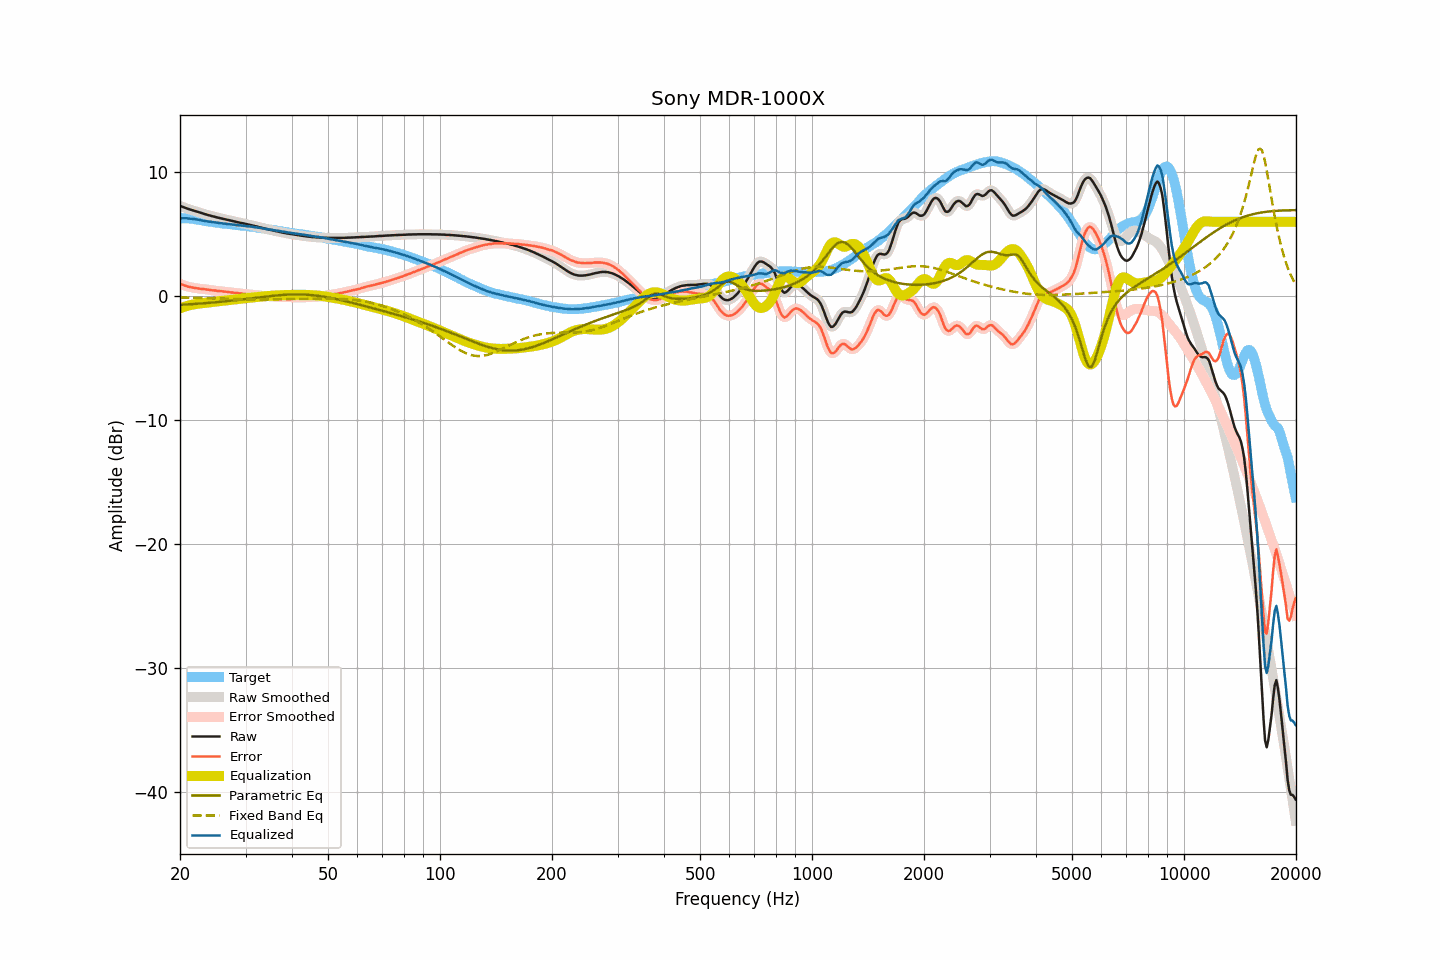 Sony MDR-1000X
Amplitude (dBr)
10
0
−10
−20
−30
−40
Target
Raw Smoothed
Error Smoothed
Raw
Error
Equalization
Parametric Eq
Fixed Band Eq
Equalized
20 50 100 200 500 1000 2000 5000 10000 20000
Frequency (Hz)